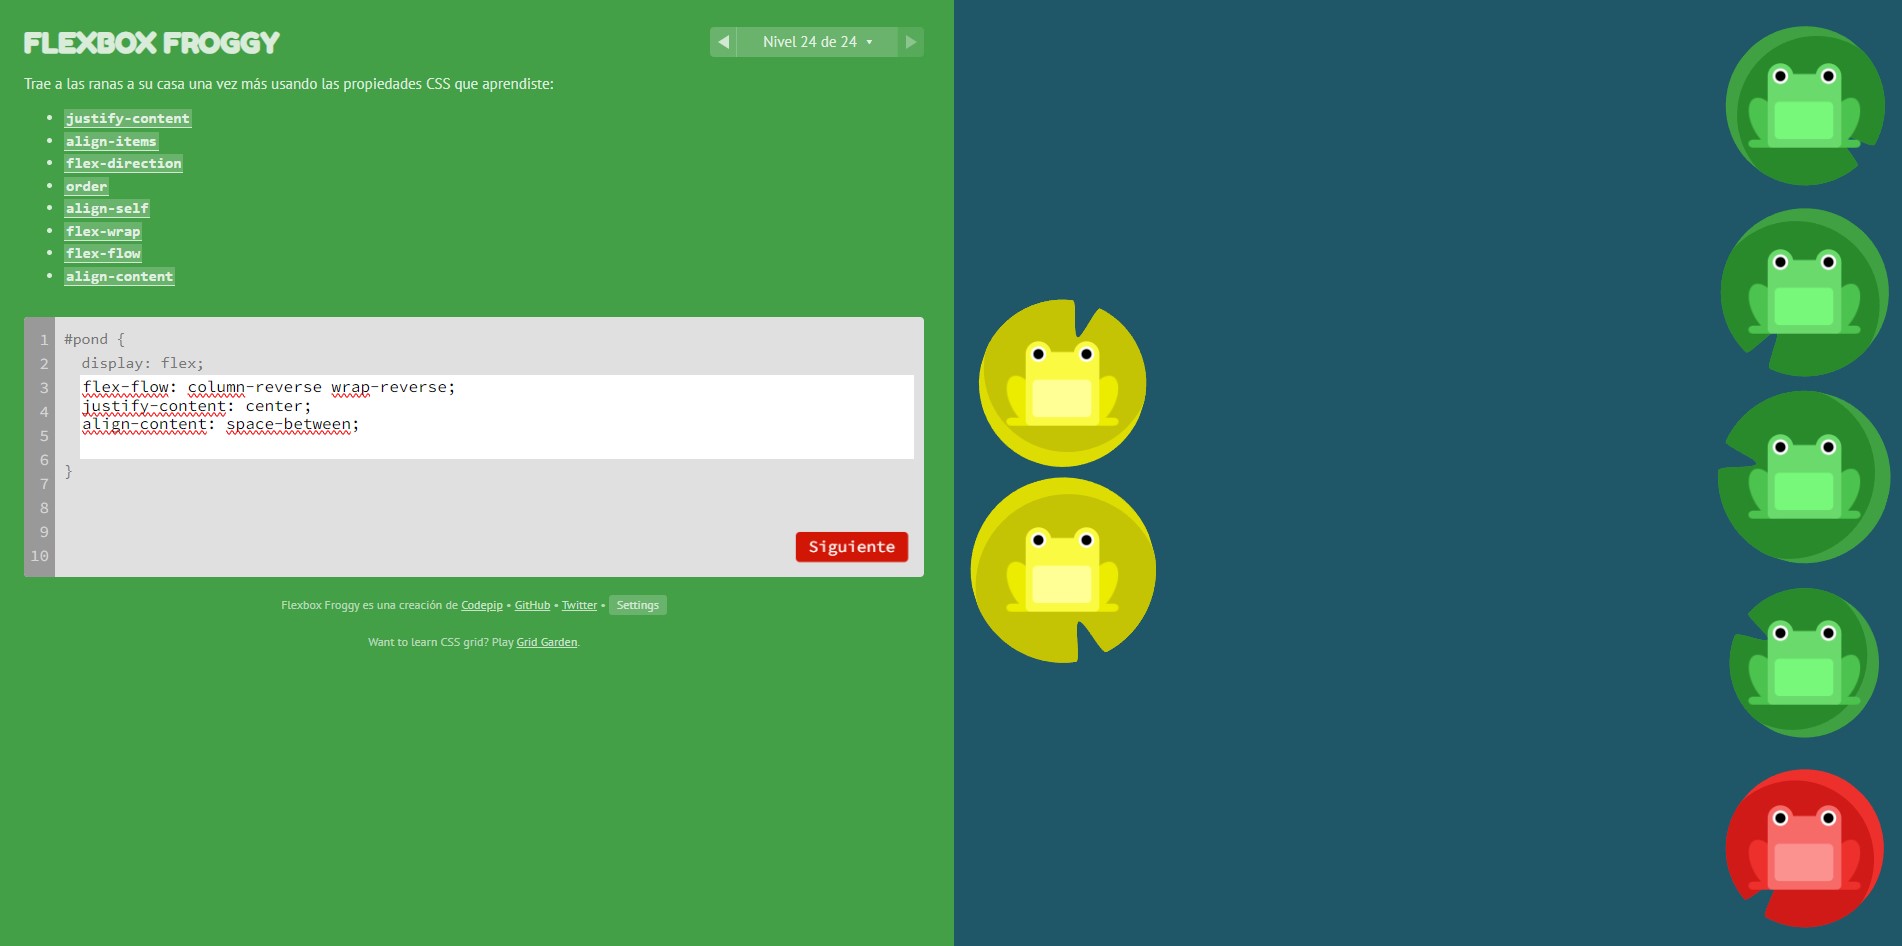 FLEXBOX FROGGY
Nivel 24 de 24
Trae a las ranas a su casa una vez más usando las propiedades CSS que aprendiste:
justify-content
align-items
flex-direction
order
align-self
flex-wrap
flex-flow
align-content
1 #pond {
2 display: flex;
3 flex-flow: column-reverse wrap-reverse;
4 justify-content: center;
5 align-content: space-between;
6 }
7
8
9
10
Siguiente
Flexbox Froggy es una creación de Codepip • GitHub • Twitter • Settings
Want to learn CSS grid? Play Grid Garden.